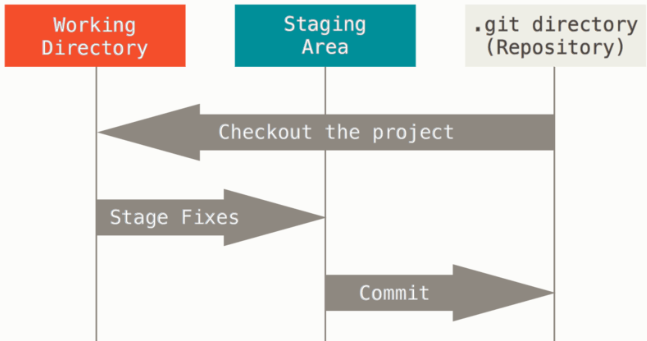 Working
Directory
Staging
Area
.git directory
(Repository)
Checkout the project
Stage Fixes
Commit